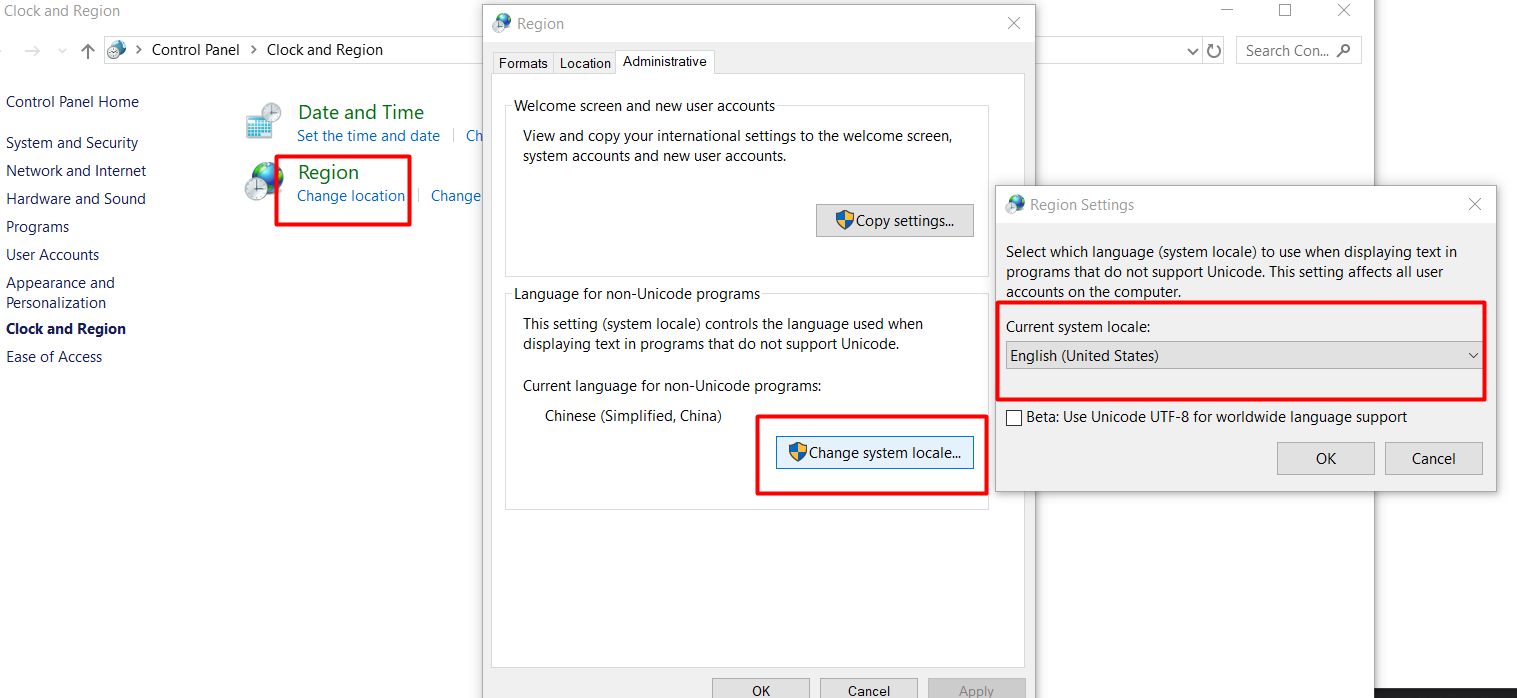 Clock and Region
Control Panel > Clock and Region
Search Con...
Control Panel Home
System and Security
Network and Internet
Hardware and Sound
Programs
User Accounts
Appearance and
Personalization
Clock and Region
Ease of Access
Date and Time
Set the time and date
Region
Change location
Change
Region
Formats
Location
Administrative
Welcome screen and new user accounts
View and copy your international settings to the welcome screen,
system accounts and new user accounts.
Copy settings...
Language for non-Unicode programs
This setting (system locale) controls the language used when
displaying text in programs that do not support Unicode.
Current language for non-Unicode programs:
Chinese (Simplified, China)
Change system locale...
OK
Cancel
Apply
Region Settings
Select which language (system locale) to use when displaying text in
programs that do not support Unicode. This setting affects all user
accounts on the computer.
Current system locale:
English (United States)
Beta: Use Unicode UTF-8 for worldwide language support
OK
Cancel